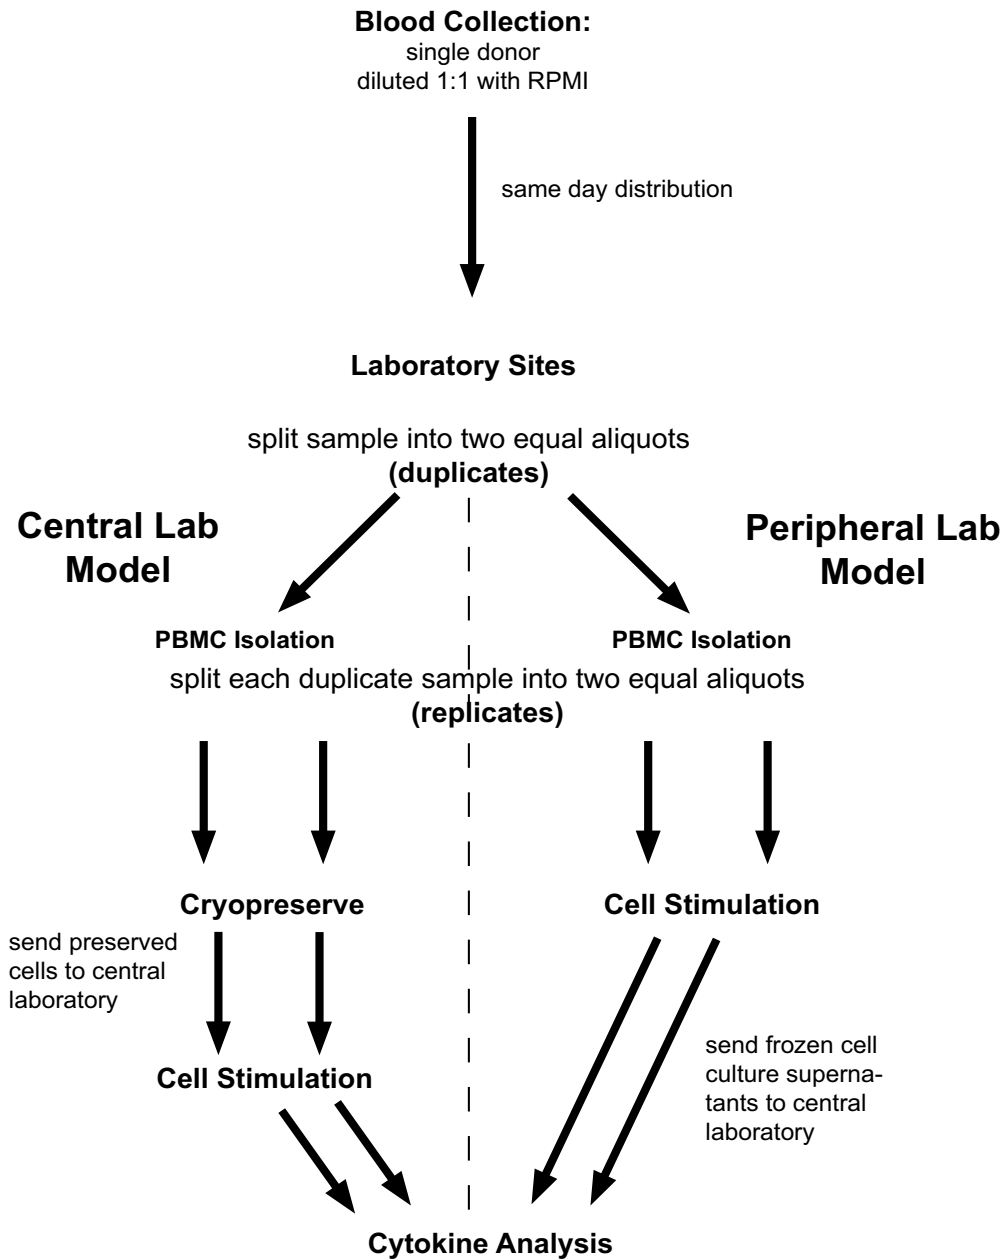 Blood Collection:
single donor
diluted 1:1 with RPMI
same day distribution
Laboratory Sites
split sample into two equal aliquots
(duplicates)
Central Lab
Model
Peripheral Lab
Model
PBMC Isolation
PBMC Isolation
split each duplicate sample into two equal aliquots
(replicates)
Cryopreserve
Cell Stimulation
send preserved
cells to central
laboratory
Cell Stimulation
send frozen cell
culture superna-
tants to central
laboratory
Cytokine Analysis